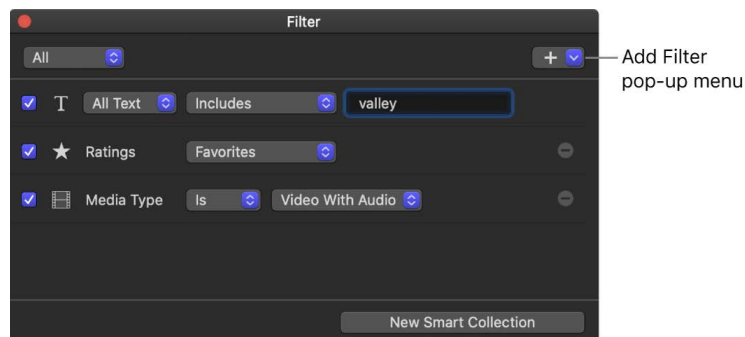 Filter
All
Add Filter
pop-up menu
T All Text Includes valley
Ratings Favorites
Media Type Is Video With Audio
New Smart Collection